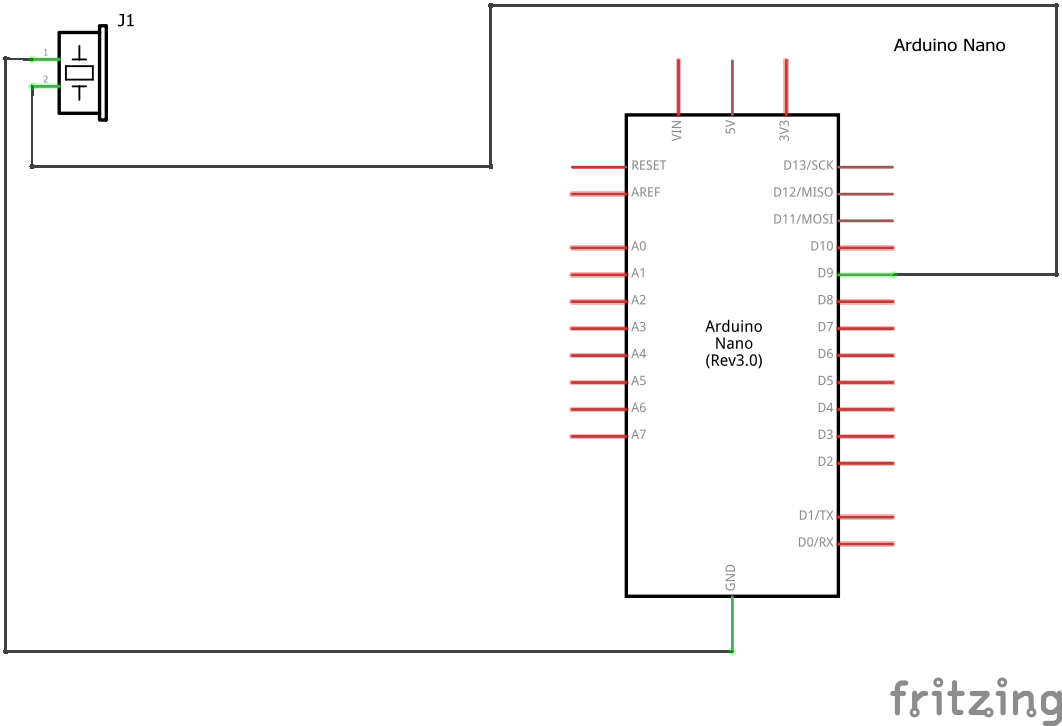 J1
1
2
Arduino Nano
VIN
5V
3V3
RESET
AREF
A0
A1
A2
A3
A4
A5
A6
A7
D13/SCK
D12/MISO
D11/MOSI
D10
D9
D8
D7
D6
D5
D4
D3
D2
D1/TX
D0/RX
Arduino
Nano
(Rev3.0)
GND
fritzing